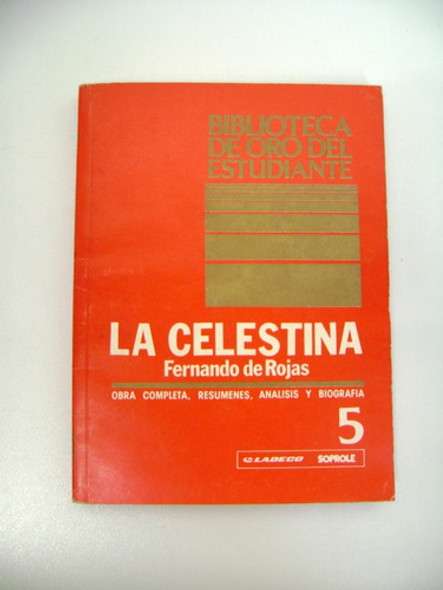 BIBLIOTECA
DE ORO DEL
ESTUDIANTE
LA CELESTINA
Fernando de Rojas
OBRA COMPLETA, RESUMENES, ANALISIS Y BIOGRAFIA
5
LADECO SOPROLE